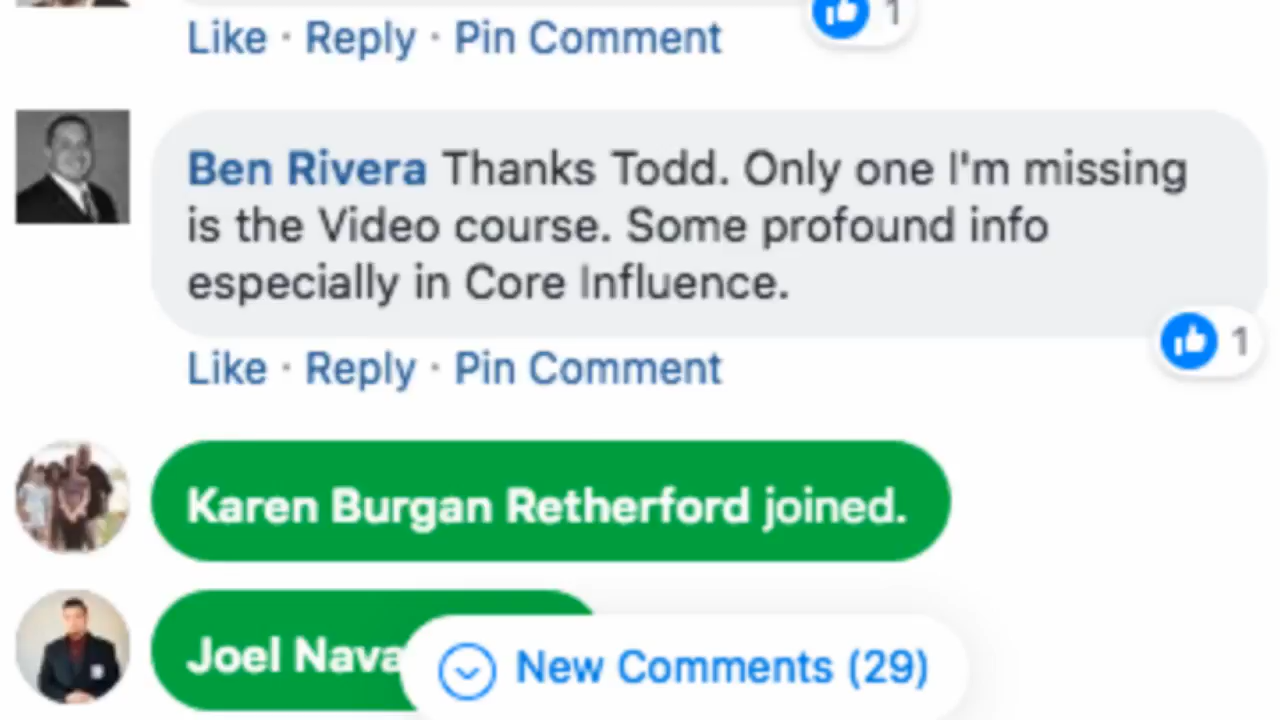 1
Like · Reply · Pin Comment
Ben Rivera Thanks Todd. Only one I'm missing
is the Video course. Some profound info
especially in Core Influence.
1
Like · Reply · Pin Comment
Karen Burgan Retherford joined.
Joel
New Comments (29)